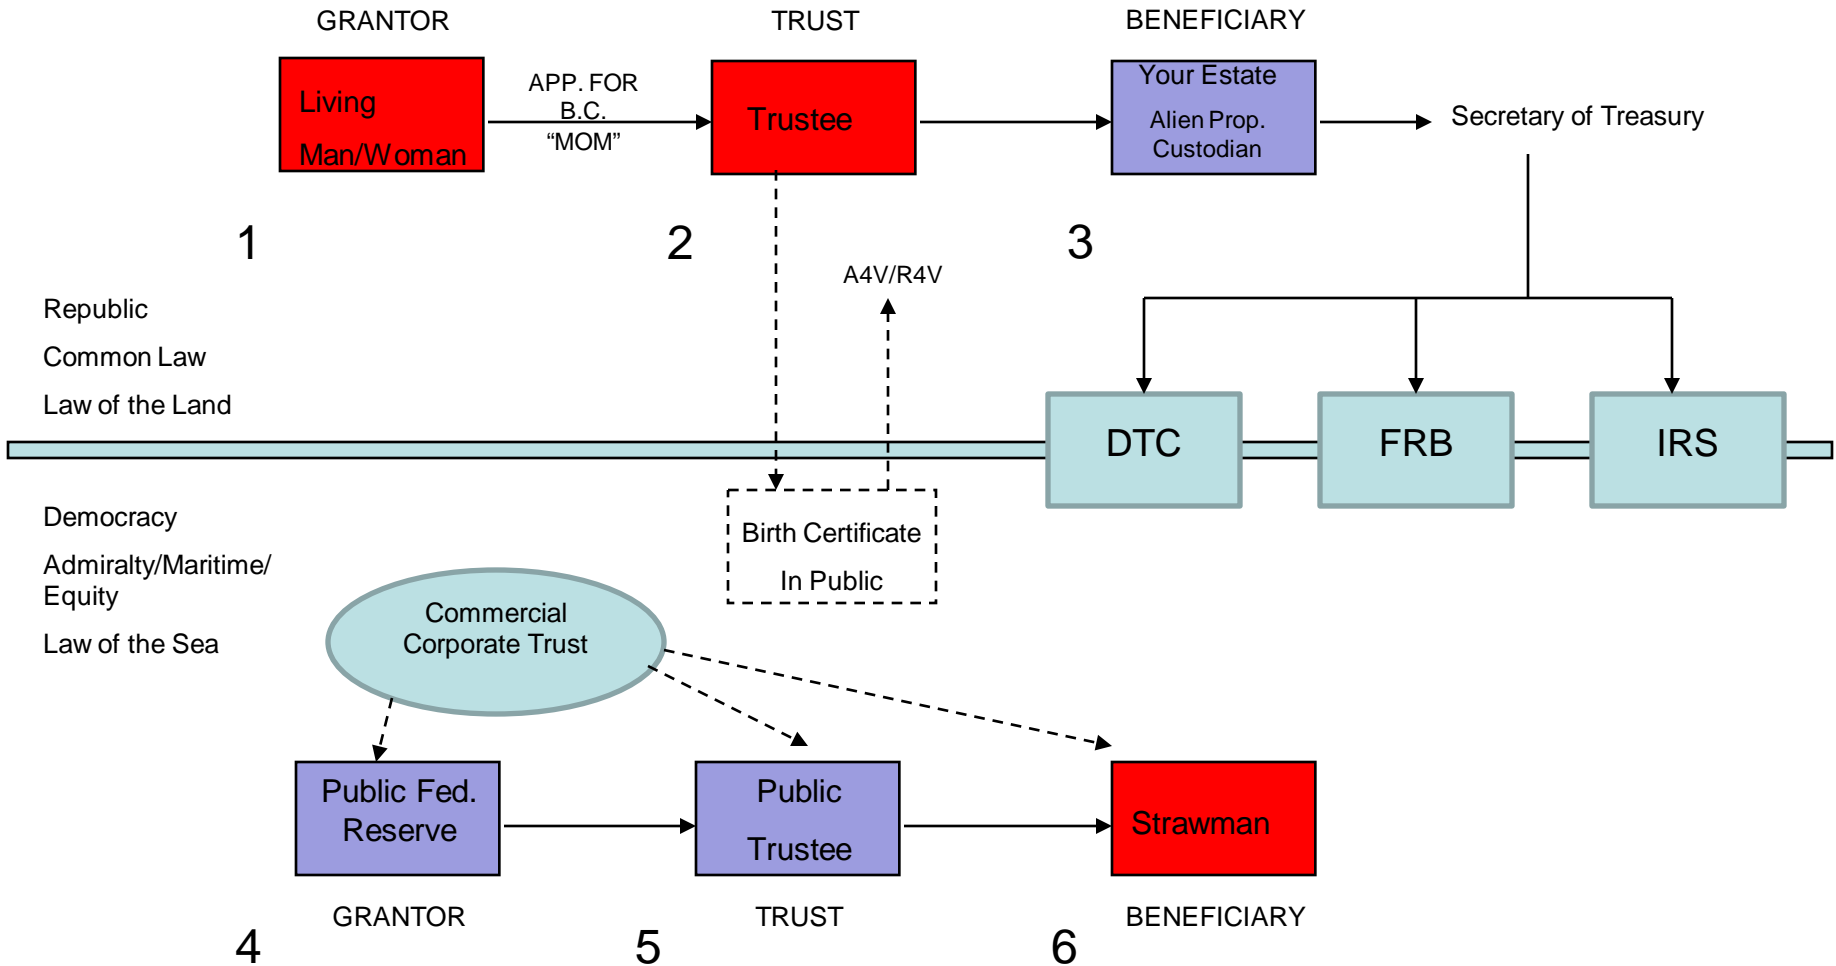 GRANTOR
TRUST
BENEFICIARY
Living
Man/Woman
APP. FOR
B.C.
“MOM”
Trustee
Your Estate
Alien Prop.
Custodian
Secretary of Treasury
1
2
3
A4V/R4V
Republic
Common Law
Law of the Land
DTC
FRB
IRS
Democracy
Admiralty/Maritime/
Equity
Law of the Sea
Birth Certificate
In Public
Commercial
Corporate Trust
Public Fed.
Reserve
Public
Trustee
Strawman
GRANTOR
TRUST
BENEFICIARY
4
5
6